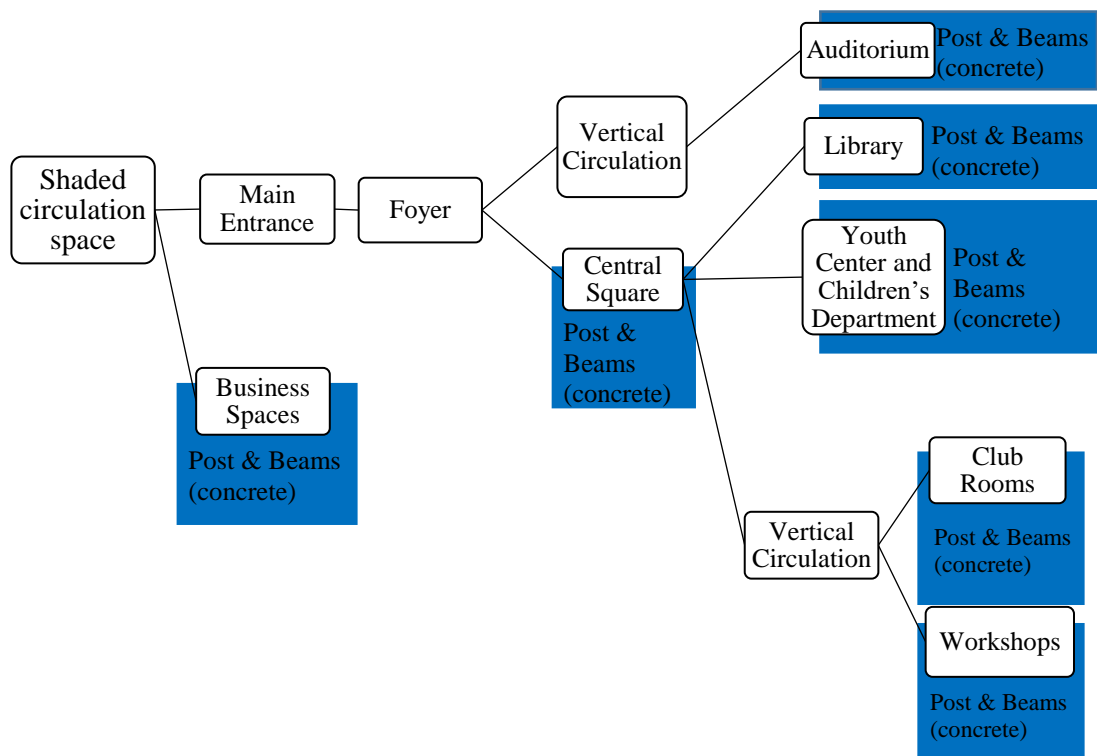 Shaded
circulation
space
Main
Entrance
Foyer
Business
Spaces
Post & Beams
(concrete)
Vertical
Circulation
Central
Square
Post &
Beams
(concrete)
Auditorium
Post & Beams
(concrete)
Library
Post & Beams
(concrete)
Youth
Center and
Children’s
Department
Post &
Beams
(concrete)
Vertical
Circulation
Club
Rooms
Post & Beams
(concrete)
Workshops
Post & Beams
(concrete)